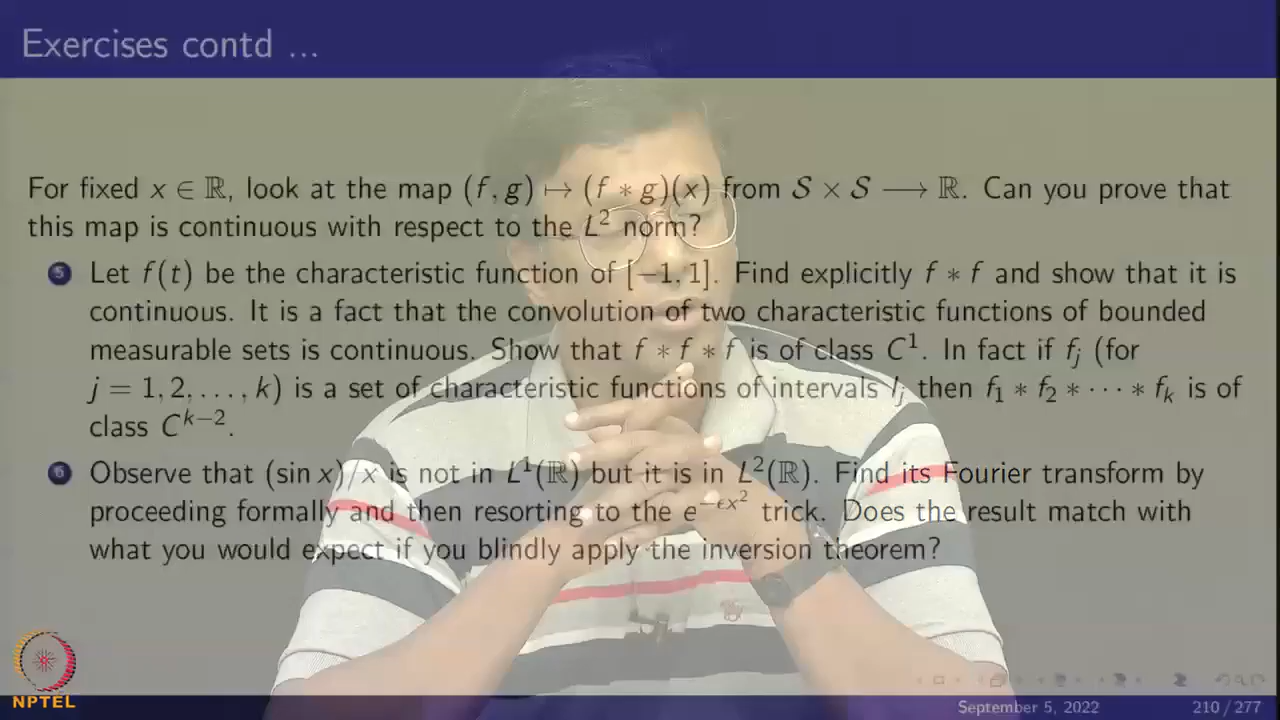 Exercises contd ...
For fixed x ∈ ℝ, look at the map (f, g) ↦ (f ∗ g)(x) from 𝒮 × 𝒮 ⟶ ℝ. Can you prove that
this map is continuous with respect to the L² norm?
5 Let f(t) be the characteristic function of [−1, 1]. Find explicitly f ∗ f and show that it is
continuous. It is a fact that the convolution of two characteristic functions of bounded
measurable sets is continuous. Show that f ∗ f ∗ f is of class C¹. In fact if fⱼ (for
j = 1, 2, . . . , k) is a set of characteristic functions of intervals Iⱼ then f₁ ∗ f₂ ∗ · · · ∗ fₖ is of
class Cᵏ⁻².
6 Observe that (sin x)/x is not in L¹(ℝ) but it is in L²(ℝ). Find its Fourier transform by
proceeding formally and then resorting to the e^{−ϵx²} trick. Does the result match with
what you would expect if you blindly apply the inversion theorem?
NPTEL
September 5, 2022 210 / 277